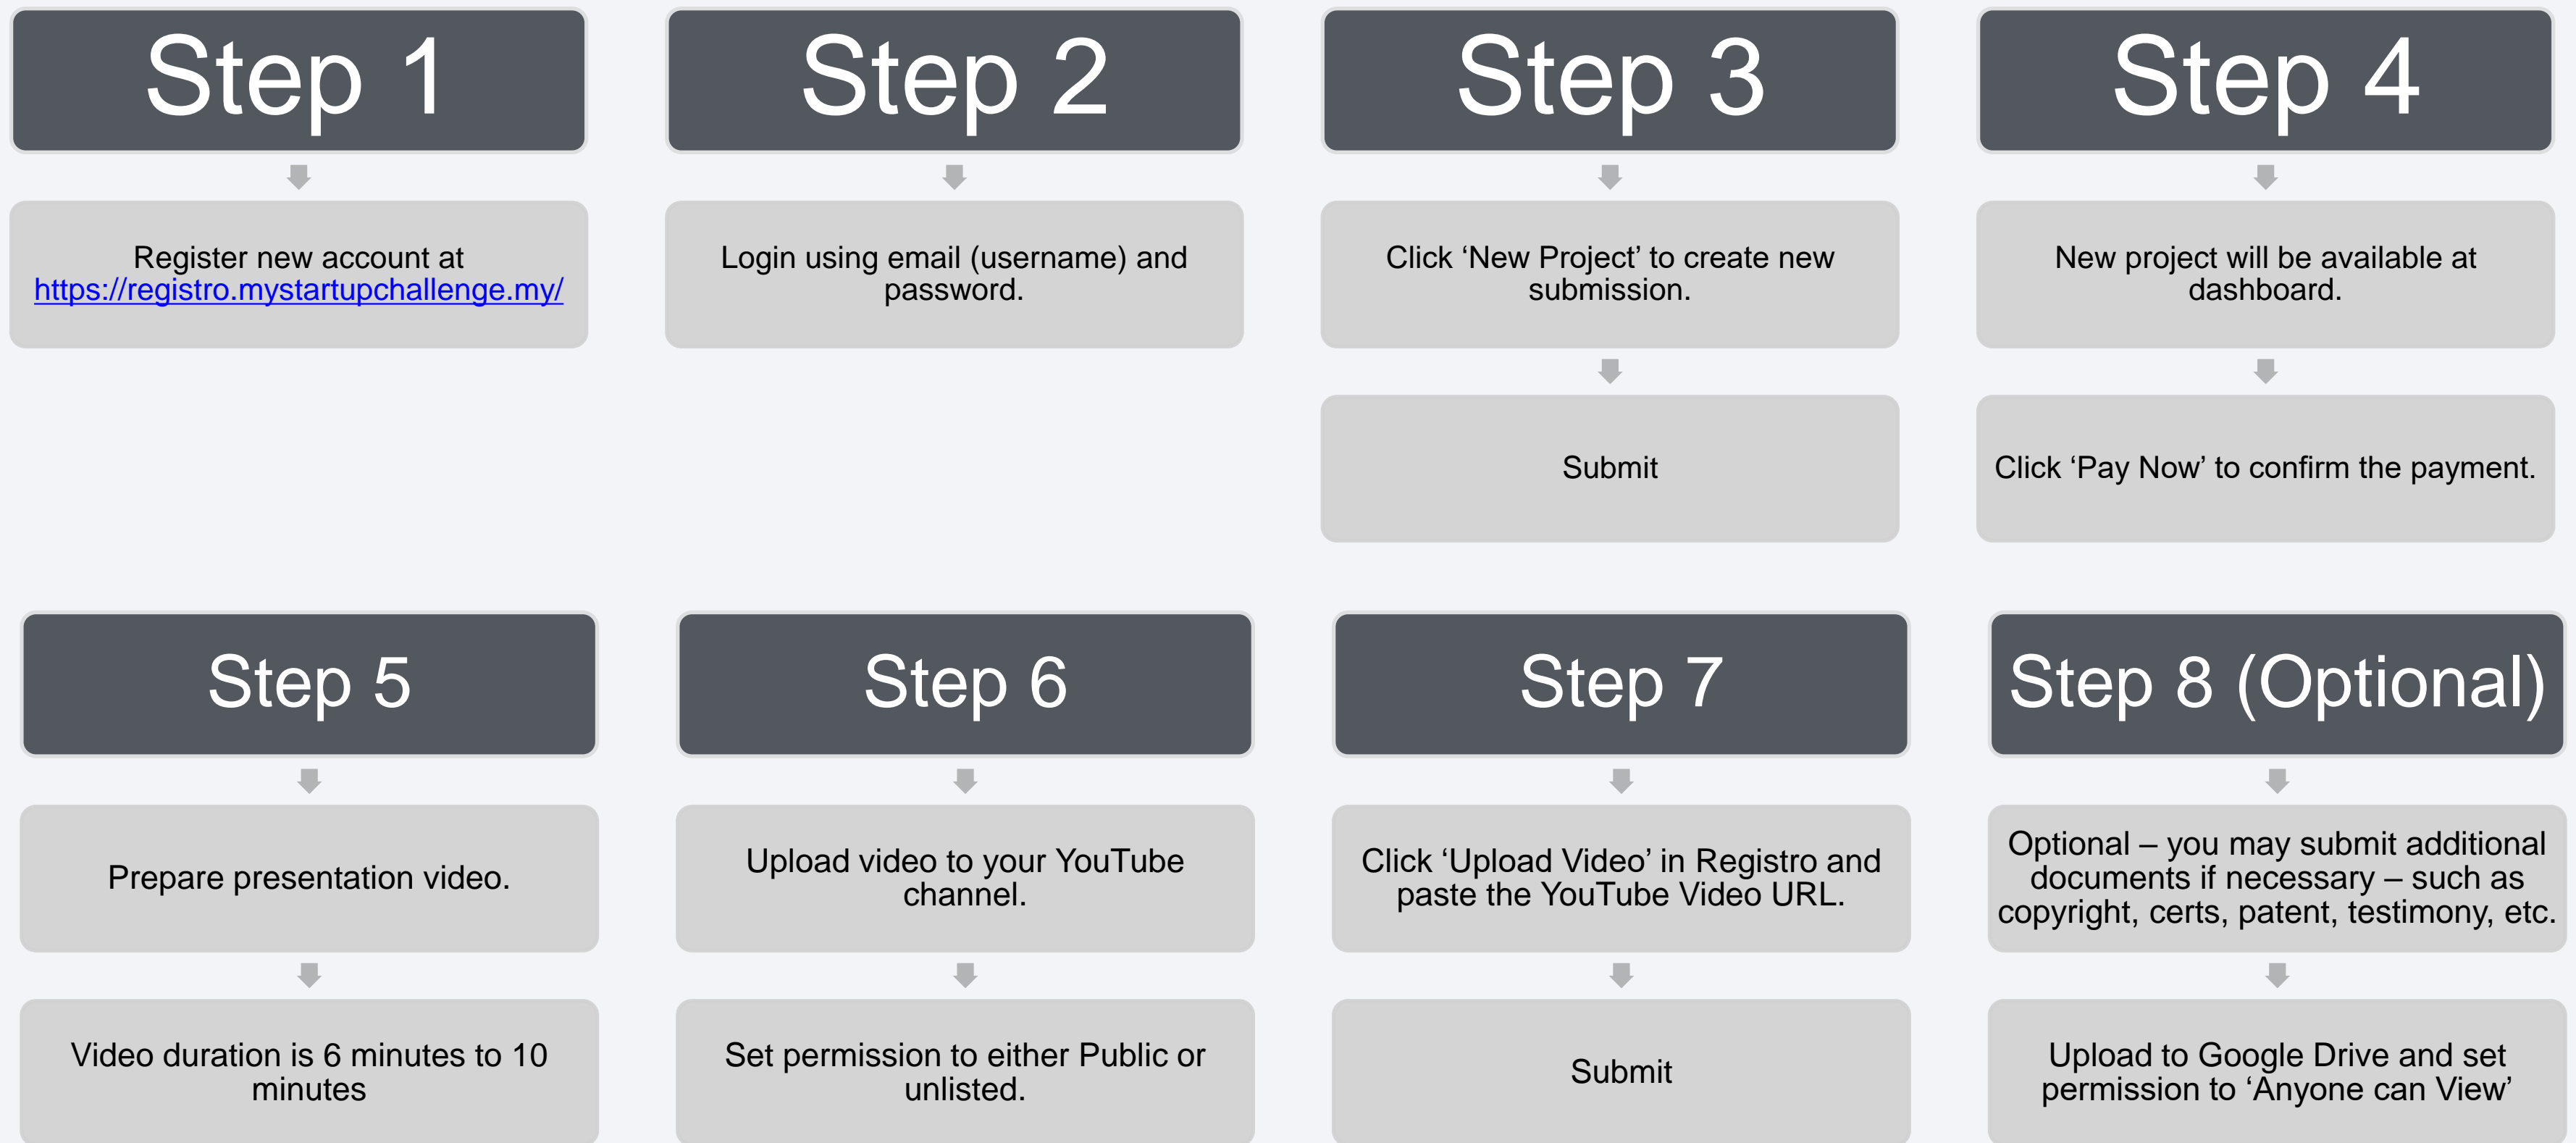 Step 1
Register new account at
https://registro.mystartupchallenge.my/
Step 2
Login using email (username) and
password.
Step 3
Click ‘New Project’ to create new
submission.
Submit
Step 4
New project will be available at
dashboard.
Click ‘Pay Now’ to confirm the payment.
Step 5
Prepare presentation video.
Video duration is 6 minutes to 10
minutes
Step 6
Upload video to your YouTube
channel.
Set permission to either Public or
unlisted.
Step 7
Click ‘Upload Video’ in Registro and
paste the YouTube Video URL.
Submit
Step 8 (Optional)
Optional – you may submit additional
documents if necessary – such as
copyright, certs, patent, testimony, etc.
Upload to Google Drive and set
permission to ‘Anyone can View’